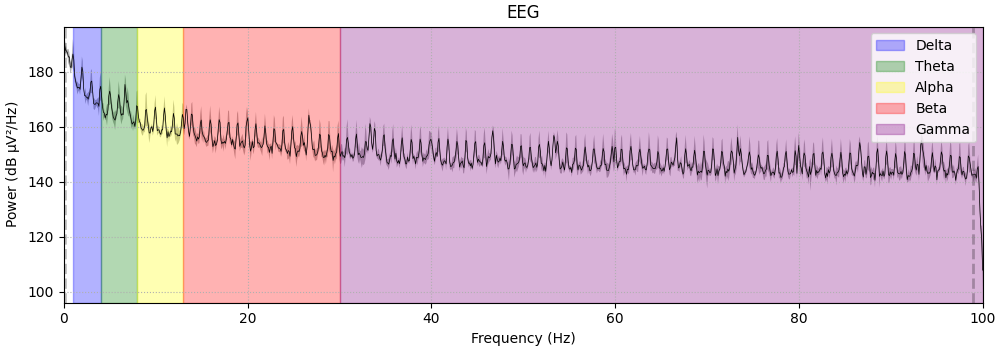 EEG
Power (dB µV²/Hz)
180
160
140
120
100
0
20
40
60
80
100
Frequency (Hz)
Delta
Theta
Alpha
Beta
Gamma